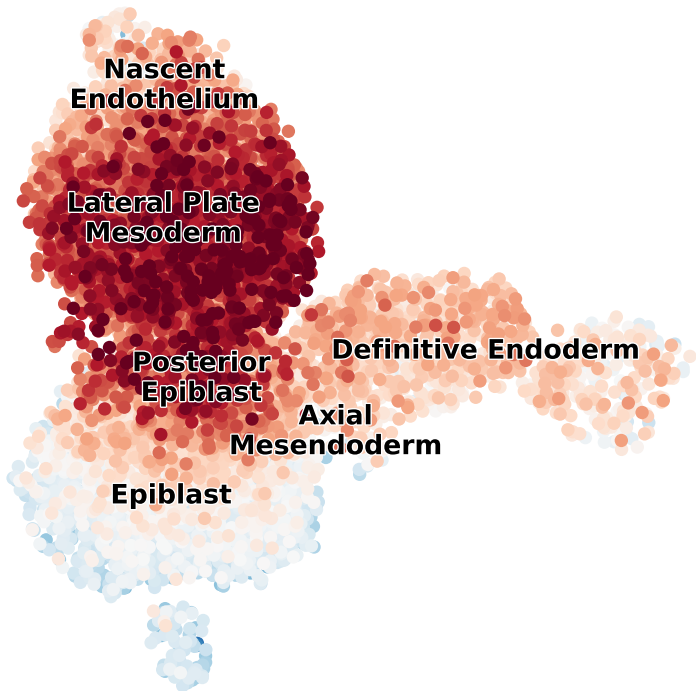 Nascent
Endothelium
Lateral Plate
Mesoderm
Posterior
Epiblast
Definitive Endoderm
Axial
Mesendoderm
Epiblast